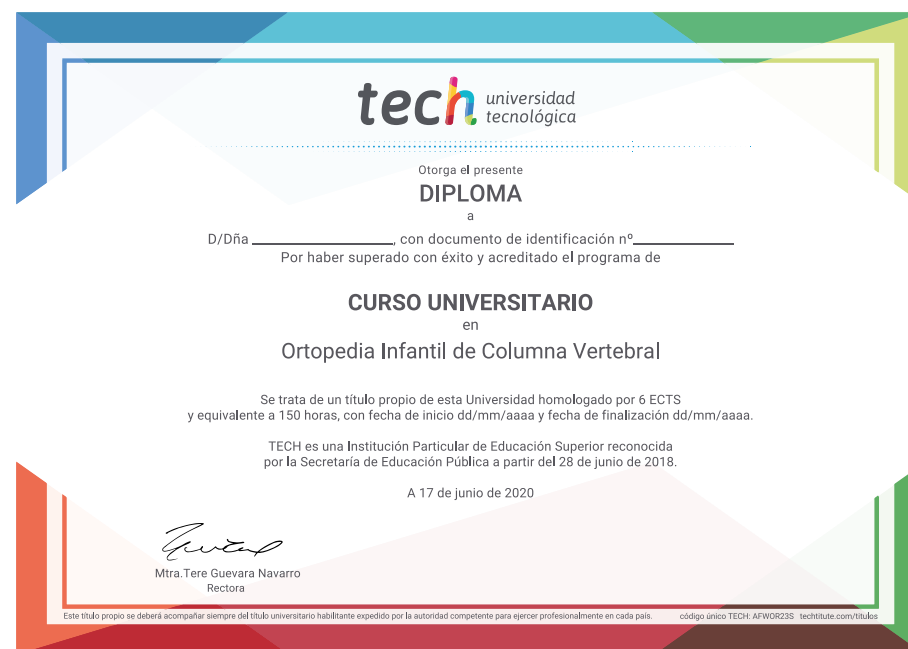 tech universidad
tecnológica
Otorga el presente
DIPLOMA
a
D/Dña ____________________, con documento de identificación nº______________
Por haber superado con éxito y acreditado el programa de
CURSO UNIVERSITARIO
en
Ortopedia Infantil de Columna Vertebral
Se trata de un título propio de esta Universidad homologado por 6 ECTS
y equivalente a 150 horas, con fecha de inicio dd/mm/aaaa y fecha de finalización dd/mm/aaaa.
TECH es una Institución Particular de Educación Superior reconocida
por la Secretaría de Educación Pública a partir del 28 de junio de 2018.
A 17 de junio de 2020
Mtra.Tere Guevara Navarro
Rectora
Este título propio se deberá acompañar siempre del título universitario habilitante expedido por la autoridad competente para ejercer profesionalmente en cada país. código único TECH: AFWOR23S techtitute.com/titulos